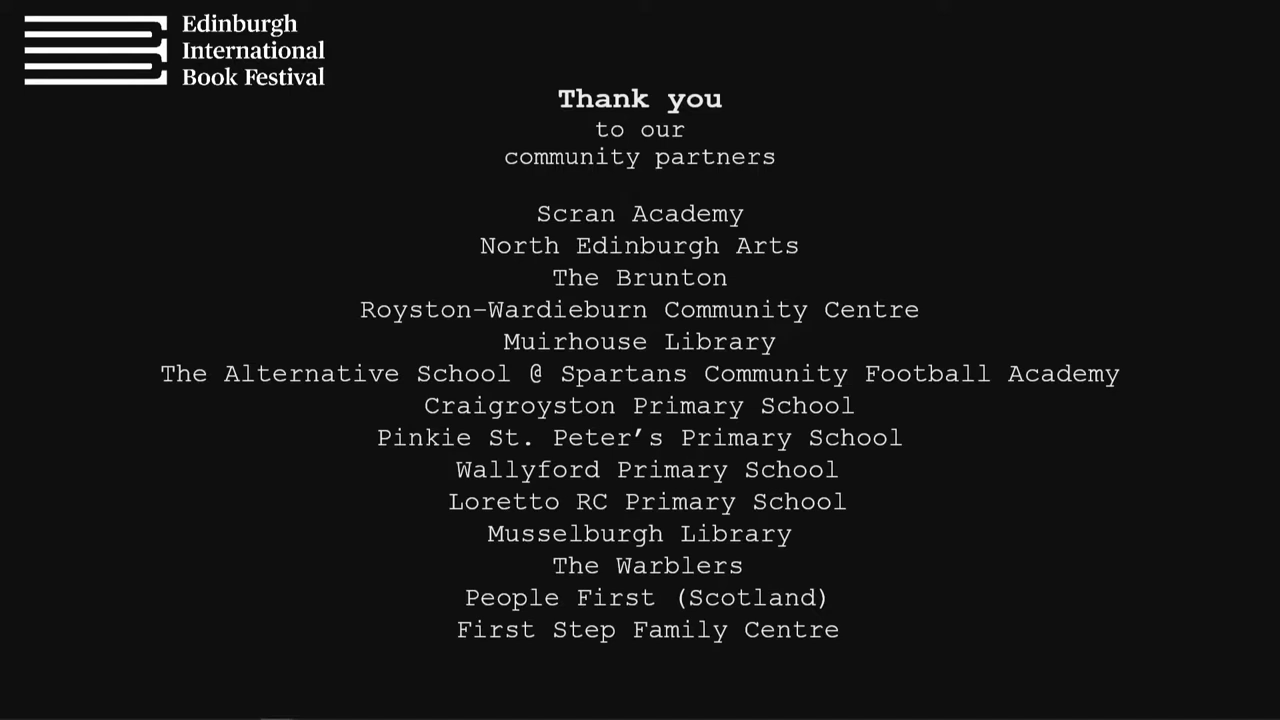 Edinburgh
International
Book Festival
Thank you
to our
community partners
Scran Academy
North Edinburgh Arts
The Brunton
Royston-Wardieburn Community Centre
Muirhouse Library
The Alternative School @ Spartans Community Football Academy
Craigroyston Primary School
Pinkie St. Peter’s Primary School
Wallyford Primary School
Loretto RC Primary School
Musselburgh Library
The Warblers
People First (Scotland)
First Step Family Centre